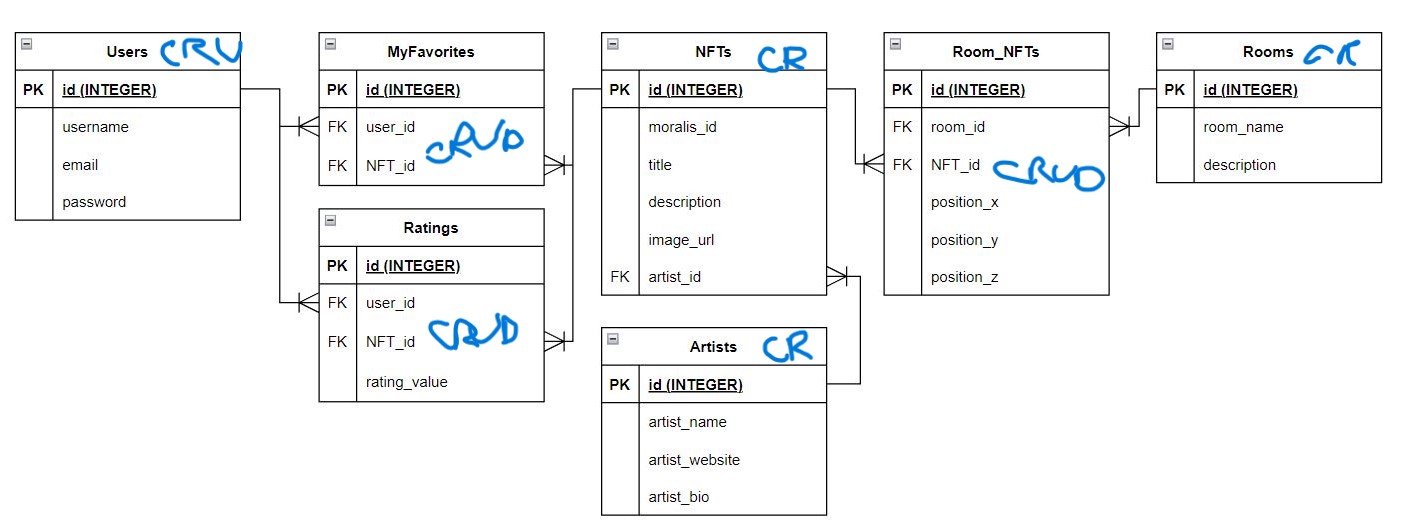 Users CRU
PK id (INTEGER)
username
email
password
MyFavorites
PK id (INTEGER)
FK user_id
FK NFT_id
CRUD
Ratings
PK id (INTEGER)
FK user_id
FK NFT_id CRUD
rating_value
NFTs CR
PK id (INTEGER)
moralis_id
title
description
image_url
FK artist_id
Artists CR
PK id (INTEGER)
artist_name
artist_website
artist_bio
Room_NFTs
PK id (INTEGER)
FK room_id
FK NFT_id CRUD
position_x
position_y
position_z
Rooms CR
PK id (INTEGER)
room_name
description